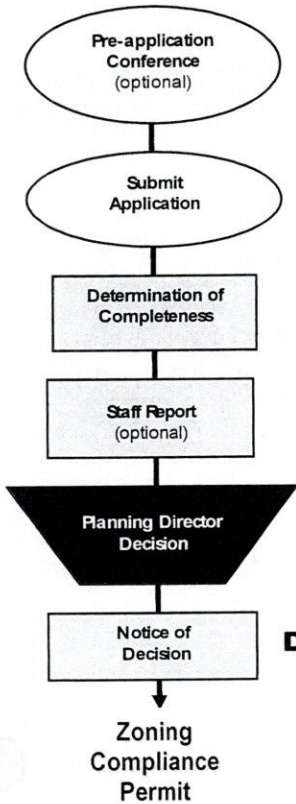 Pre-application
Conference
(optional)
Submit
Application
Determination of
Completeness
Staff Report
(optional)
Planning Director
Decision
Notice of
Decision
Zoning
Compliance
Permit